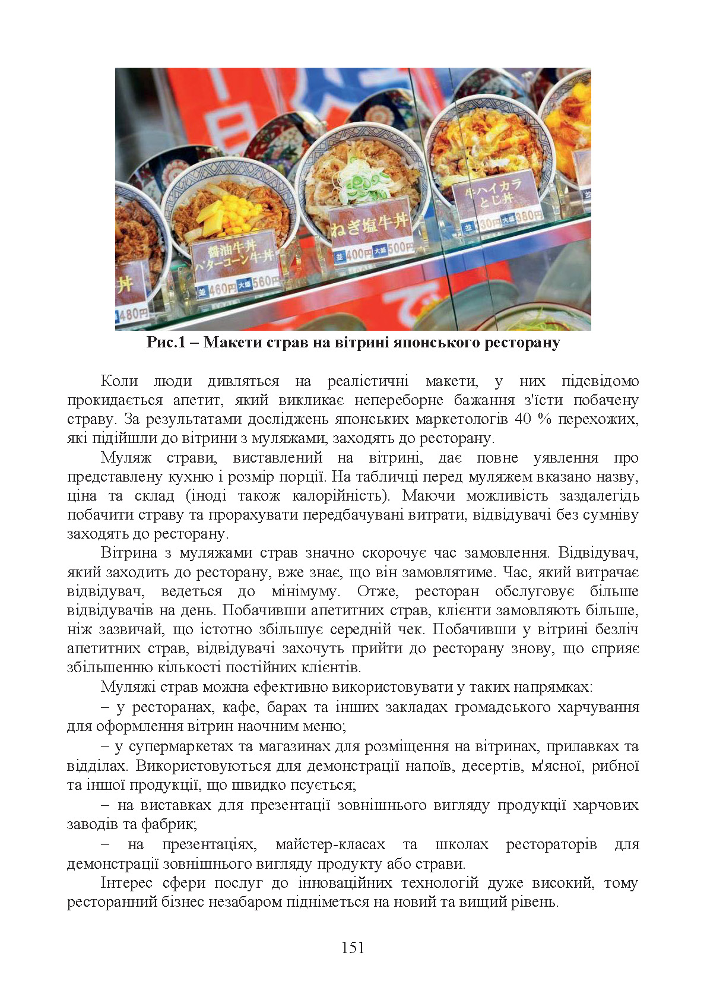 1日
牛ハイカラ
とじ丼
並 330円 大盛 380円
並
ねぎ塩牛丼
並 400円 大盛 500円
醤油牛丼
バターコーン牛丼
並 460円 大盛 560円
丼
480円
で
Рис.1 – Макети страв на вітрині японського ресторану
Коли люди дивляться на реалістичні макети, у них підсвідомо
прокидається апетит, який викликає непереборне бажання з'їсти побачену
страву. За результатами досліджень японських маркетологів 40 % перехожих,
які підійшли до вітрини з муляжами, заходять до ресторану.
Муляж страви, виставлений на вітрині, дає повне уявлення про
представлену кухню і розмір порції. На табличці перед муляжем вказано назву,
ціна та склад (іноді також калорійність). Маючи можливість заздалегідь
побачити страву та прорахувати передбачувані витрати, відвідувачі без сумніву
заходять до ресторану.
Вітрина з муляжами страв значно скорочує час замовлення. Відвідувач,
який заходить до ресторану, вже знає, що він замовлятиме. Час, який витрачає
відвідувач, ведеться до мінімуму. Отже, ресторан обслуговує більше
відвідувачів на день. Побачивши апетитних страв, клієнти замовляють більше,
ніж зазвичай, що істотно збільшує середній чек. Побачивши у вітрині безліч
апетитних страв, відвідувачі захочуть прийти до ресторану знову, що сприяє
збільшенню кількості постійних клієнтів.
Муляжі страв можна ефективно використовувати у таких напрямках:
– у ресторанах, кафе, барах та інших закладах громадського харчування
для оформлення вітрин наочним меню;
– у супермаркетах та магазинах для розміщення на вітринах, прилавках та
відділах. Використовуються для демонстрації напоїв, десертів, м'ясної, рибної
та іншої продукції, що швидко псується;
– на виставках для презентації зовнішнього вигляду продукції харчових
заводів та фабрик;
– на презентаціях, майстер-класах та школах рестораторів для
демонстрації зовнішнього вигляду продукту або страви.
Інтерес сфери послуг до інноваційних технологій дуже високий, тому
ресторанний бізнес незабаром підніметься на новий та вищий рівень.
151